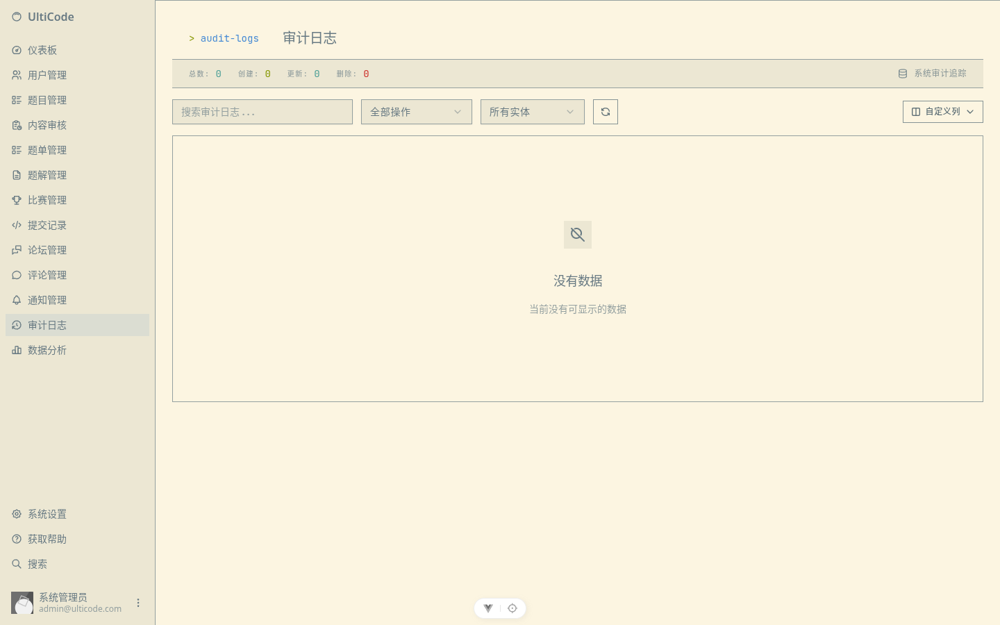 UltiCode
仪表板
用户管理
题目管理
内容审核
题单管理
题解管理
比赛管理
提交记录
论坛管理
评论管理
通知管理
审计日志
数据分析
系统设置
获取帮助
搜索
系统管理员
admin@ulticode.com
> audit-logs 审计日志
总数: 0 创建: 0 更新: 0 删除: 0 系统审计追踪
搜索审计日志... 全部操作 所有实体 自定义列
没有数据
当前没有可显示的数据